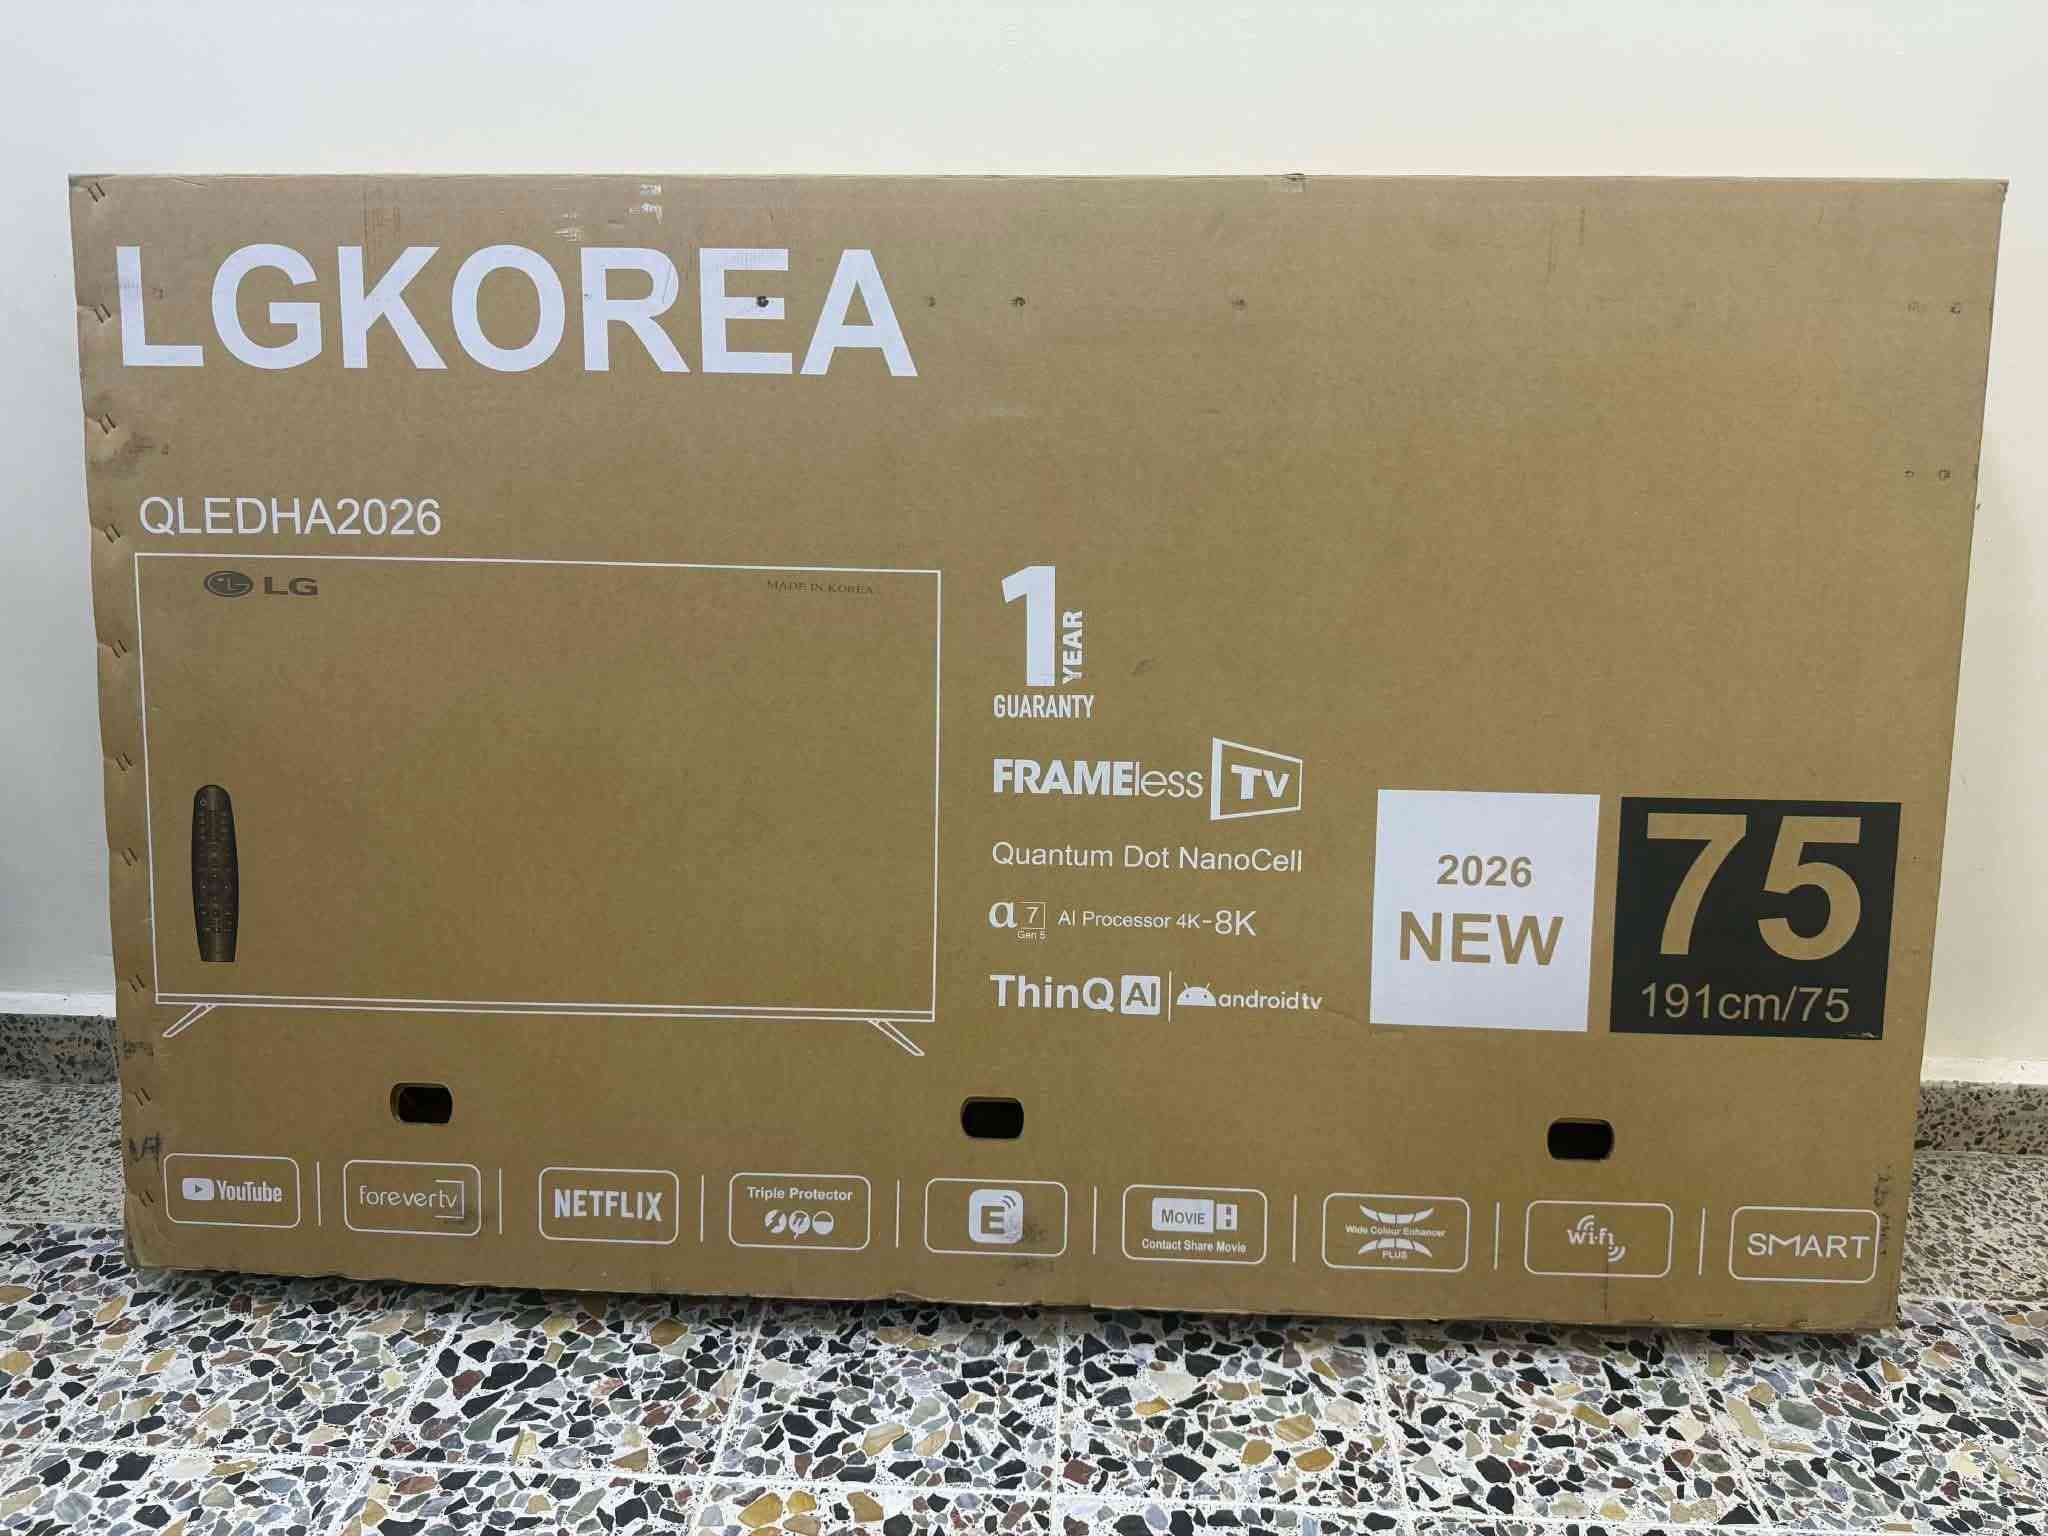 LGKOREA
QLEDHA2026
LG
MADE IN KOREA
1 YEAR
GUARANTY
FRAMEless TV
Quantum Dot NanoCell
α7 AI Processor 4K-8K
Gen 5
ThinQ AI androidtv
2026
NEW
75
191cm/75
YouTube
forevertv
NETFLIX
Triple Protector
E
MOVIE
Contact Share Movie
Wide Colour Enhancer
PLUS
Wi-fi
SMART